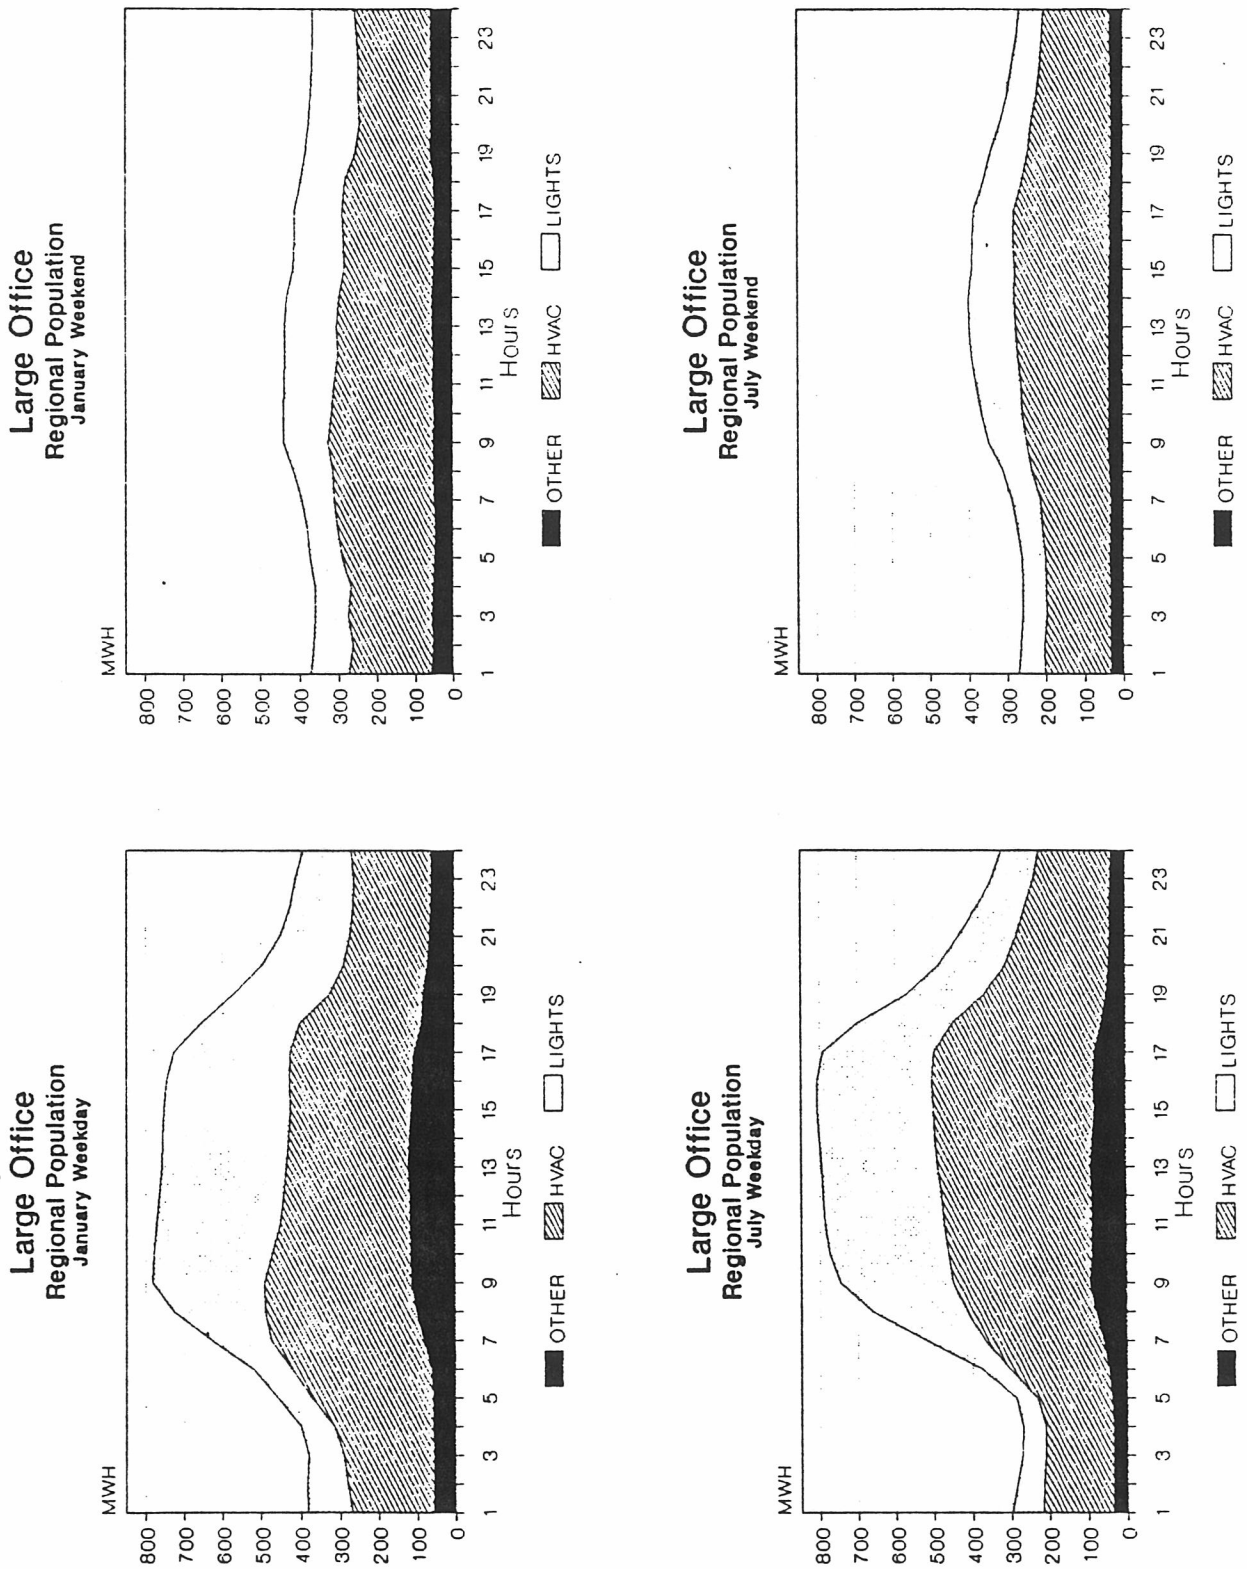 Large Office
Regional Population
January Weekday
MWH
800
700
600
500
400
300
200
100
0
1 3 5 7 9 11 13 15 17 19 21 23
Hours
OTHER HVAC LIGHTS
Large Office
Regional Population
January Weekend
MWH
800
700
600
500
400
300
200
100
0
1 3 5 7 9 11 13 15 17 19 21 23
Hours
OTHER HVAC LIGHTS
Large Office
Regional Population
July Weekday
MWH
800
700
600
500
400
300
200
100
0
1 3 5 7 9 11 13 15 17 19 21 23
Hours
OTHER HVAC LIGHTS
Large Office
Regional Population
July Weekend
MWH
800
700
600
500
400
300
200
100
0
1 3 5 7 9 11 13 15 17 19 21 23
Hours
OTHER HVAC LIGHTS